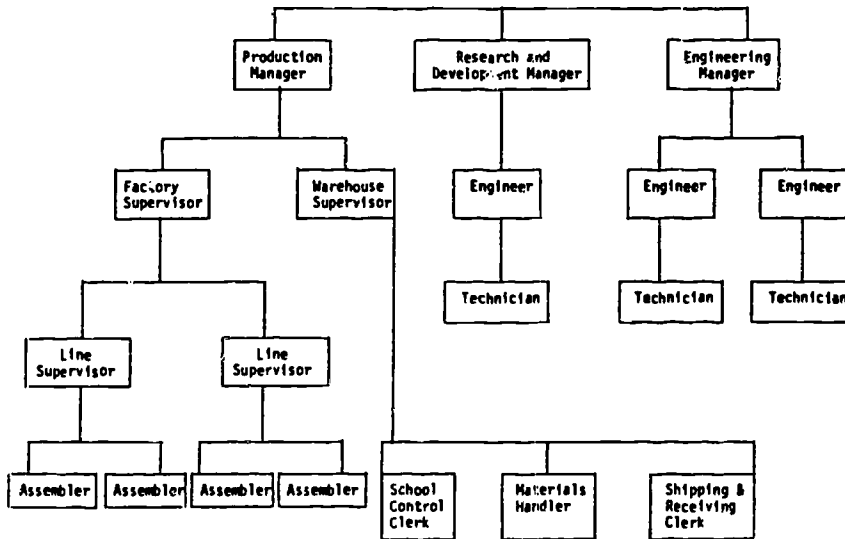 Production
Manager
Research and
Development Manager
Engineering
Manager
Factory
Supervisor
Warehouse
Supervisor
Engineer
Engineer
Engineer
Technician
Technician
Technician
Line
Supervisor
Line
Supervisor
Assembler
Assembler
Assembler
Assembler
School
Control
Clerk
Materials
Handler
Shipping &
Receiving
Clerk